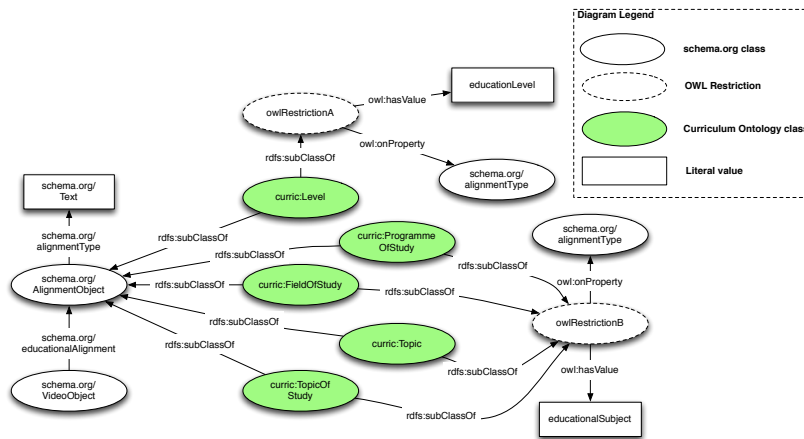 Diagram Legend
schema.org class
OWL Restriction
Curriculum Ontology class
Literal value
educationLevel
owl:hasValue
owlRestrictionA
owl:onProperty
rdfs:subClassOf
schema.org/
alignmentType
schema.org/
Text
curric:Level
schema.org/
alignmentType
rdfs:subClassOf
curric:Programme
OfStudy
schema.org/
alignmentType
rdfs:subClassOf
rdfs:subClassOf
schema.org/
AlignmentObject
rdfs:subClassOf
curric:FieldOfStudy
rdfs:subClassOf
owl:onProperty
rdfs:subClassOf
owlRestrictionB
schema.org/
educationalAlignment
rdfs:subClassOf
curric:Topic
rdfs:subClassOf
owl:hasValue
schema.org/
VideoObject
curric:TopicOf
Study
rdfs:subClassOf
educationalSubject